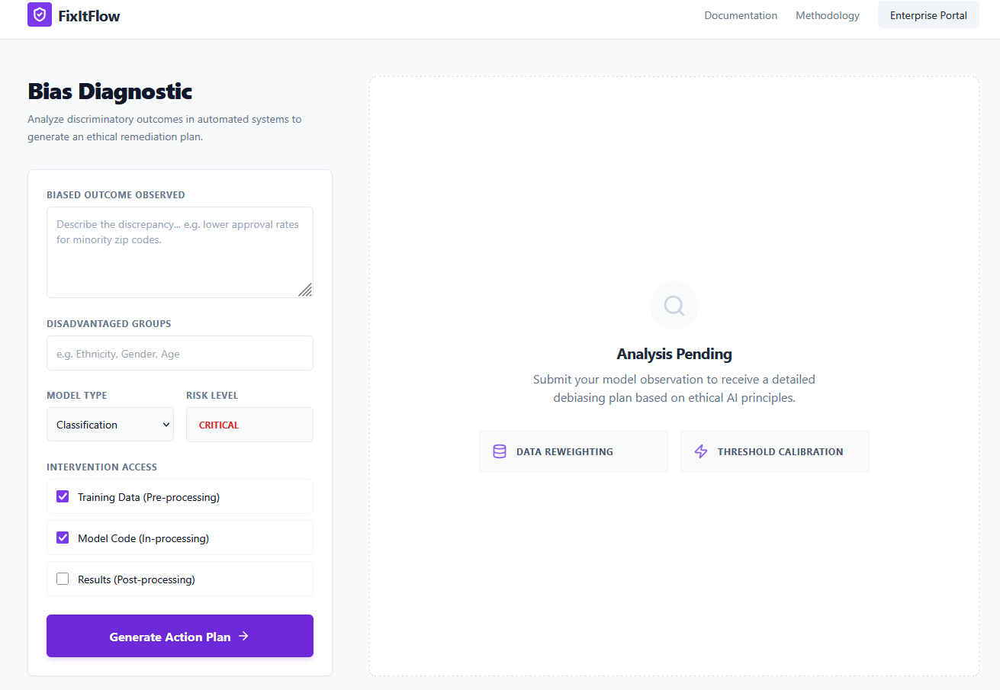 FixItFlow
Documentation
Methodology
Enterprise Portal
Bias Diagnostic
Analyze discriminatory outcomes in automated systems to
generate an ethical remediation plan.
BIASED OUTCOME OBSERVED
Describe the discrepancy... e.g. lower approval rates
for minority zip codes.
DISADVANTAGED GROUPS
e.g. Ethnicity, Gender, Age
MODEL TYPE
RISK LEVEL
Classification
CRITICAL
INTERVENTION ACCESS
Training Data (Pre-processing)
Model Code (In-processing)
Results (Post-processing)
Generate Action Plan →
Analysis Pending
Submit your model observation to receive a detailed
debiasing plan based on ethical AI principles.
DATA REWEIGHTING
THRESHOLD CALIBRATION